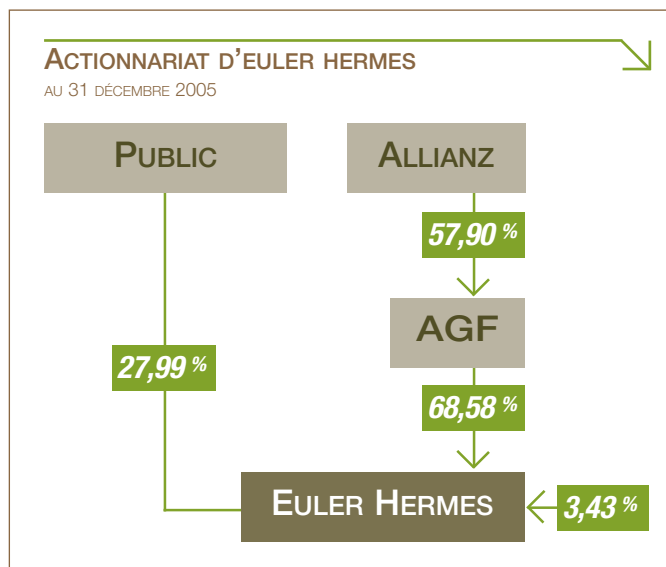 ACTIONNARIAT D'EULER HERMES
AU 31 DÉCEMBRE 2005
PUBLIC
ALLIANZ
57,90 %
AGF
27,99 %
68,58 %
EULER HERMES
3,43 %